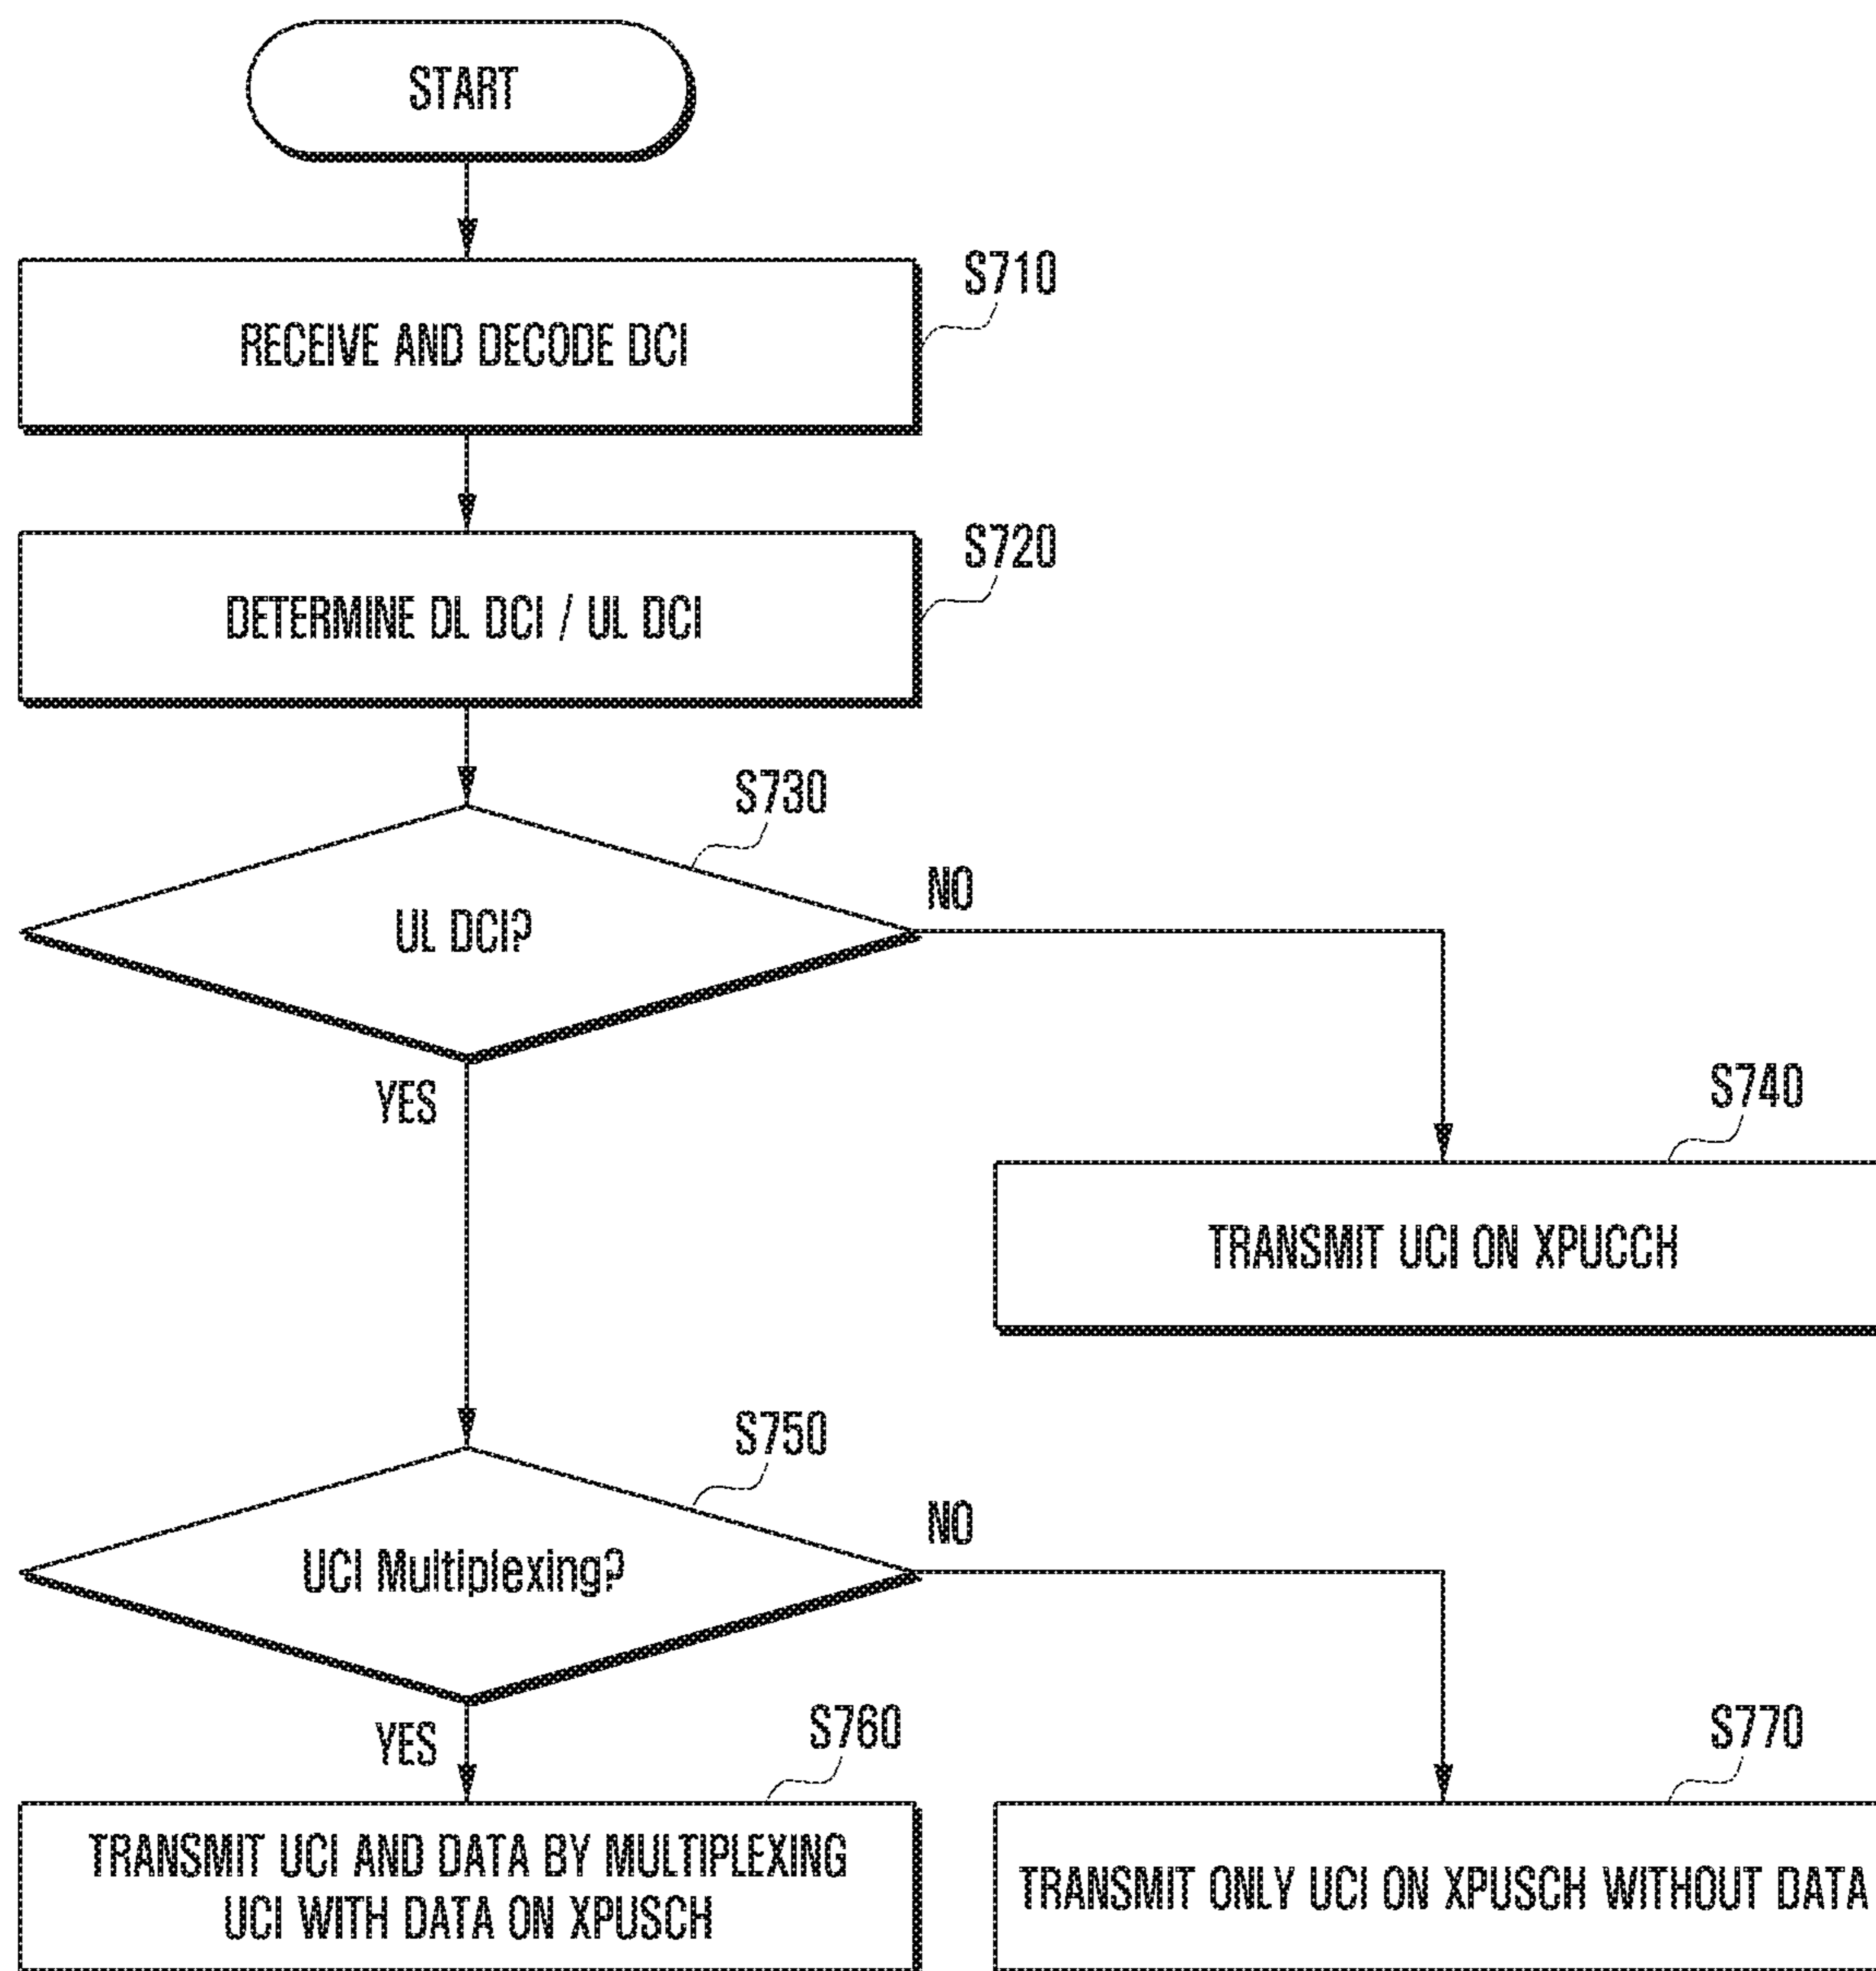 START
S710
RECEIVE AND DECODE DCI
S720
DETERMINE DL DCI / UL DCI
S730
UL DCI?
NO
YES
S740
TRANSMIT UCI ON XPUCCH
S750
UCI Multiplexing?
NO
YES
S760
TRANSMIT UCI AND DATA BY MULTIPLEXING
UCI WITH DATA ON XPUSCH
S770
TRANSMIT ONLY UCI ON XPUSCH WITHOUT DATA